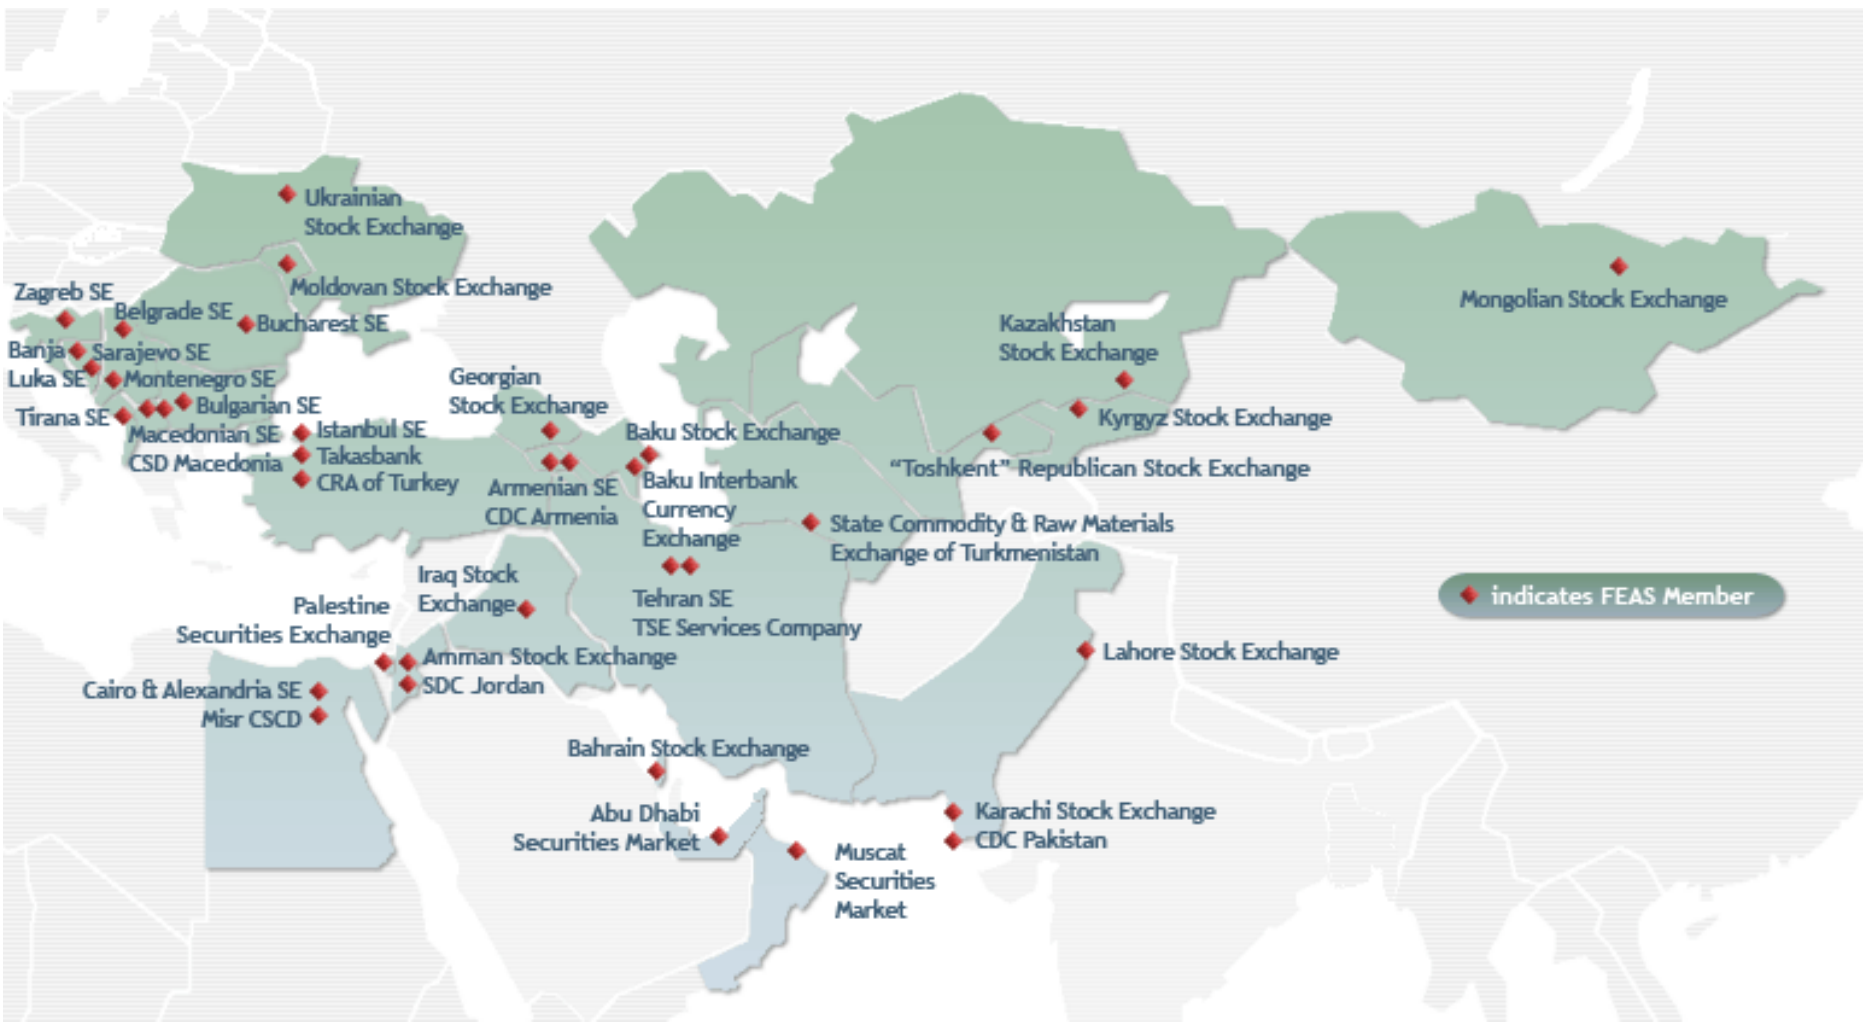 Ukrainian
Stock Exchange
Moldovan Stock Exchange
Zagreb SE
Belgrade SE
Bucharest SE
Banja
Luka SE
Sarajevo SE
Montenegro SE
Tirana SE
Bulgarian SE
Macedonian SE
CSD Macedonia
Istanbul SE
Takasbank
CRA of Turkey
Georgian
Stock Exchange
Armenian SE
CDC Armenia
Baku Stock Exchange
Baku Interbank
Currency
Exchange
Kazakhstan
Stock Exchange
Kyrgyz Stock Exchange
“Toshkent” Republican Stock Exchange
Mongolian Stock Exchange
State Commodity & Raw Materials
Exchange of Turkmenistan
Tehran SE
TSE Services Company
Iraq Stock
Exchange
Palestine
Securities Exchange
Amman Stock Exchange
SDC Jordan
Cairo & Alexandria SE
Misr CSCD
Bahrain Stock Exchange
Abu Dhabi
Securities Market
Muscat
Securities
Market
Lahore Stock Exchange
Karachi Stock Exchange
CDC Pakistan
indicates FEAS Member